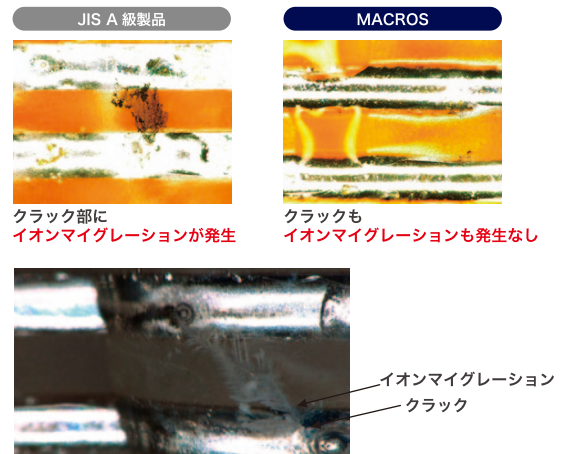 JIS A 級製品
MACROS
クラック部に
イオンマイグレーションが発生
クラックも
イオンマイグレーションも発生なし
イオンマイグレーション
クラック